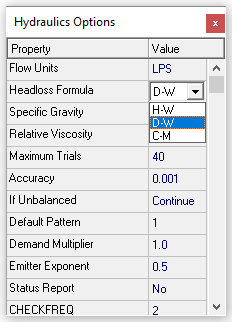 Hydraulics Options
Property Value
Flow Units LPS
Headloss Formula D-W
Specific Gravity H-W
D-W
Relative Viscosity C-M
Maximum Trials 40
Accuracy 0.001
If Unbalanced Continue
Default Pattern 1
Demand Multiplier 1.0
Emitter Exponent 0.5
Status Report No
CHECKFREQ 2